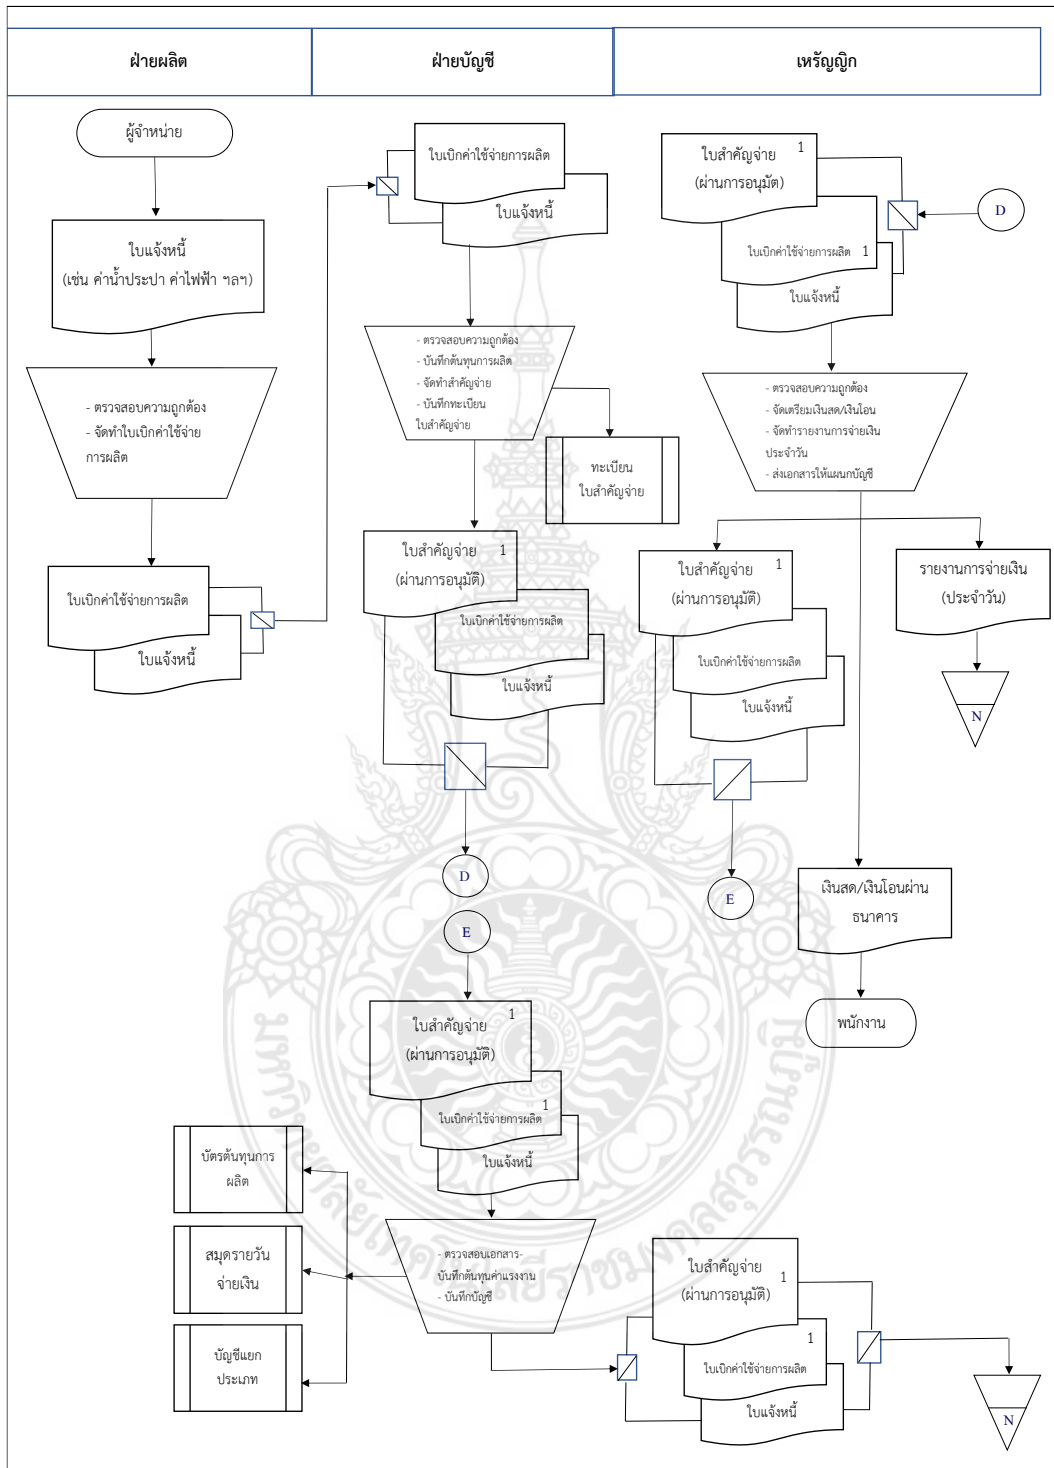 ฝ่ายผลิต
ฝ่ายบัญชี
เหรัญญิก
ผู้จำหน่าย
ใบแจ้งหนี้
(เช่น ค่าน้ำประปา ค่าไฟฟ้า ฯลฯ)
- ตรวจสอบความถูกต้อง
- จัดทำใบเบิกค่าใช้จ่าย
การผลิต
ใบเบิกค่าใช้จ่ายการผลิต
ใบแจ้งหนี้
ใบเบิกค่าใช้จ่ายการผลิต
ใบแจ้งหนี้
- ตรวจสอบความถูกต้อง
- บันทึกต้นทุนการผลิต
- จัดทำสำคัญจ่าย
- บันทึกทะเบียน
ใบสำคัญจ่าย
ทะเบียน
ใบสำคัญจ่าย
ใบสำคัญจ่าย 1
(ผ่านการอนุมัติ)
ใบเบิกค่าใช้จ่ายการผลิต
ใบแจ้งหนี้
D
E
ใบสำคัญจ่าย 1
(ผ่านการอนุมัติ)
ใบเบิกค่าใช้จ่ายการผลิต 1
ใบแจ้งหนี้
- ตรวจสอบเอกสาร-
บันทึกต้นทุนค่าแรงงาน
- บันทึกบัญชี
บัตรต้นทุนการ
ผลิต
สมุดรายวัน
จ่ายเงิน
บัญชีแยก
ประเภท
ใบสำคัญจ่าย 1
(ผ่านการอนุมัติ)
ใบเบิกค่าใช้จ่ายการผลิต 1
ใบแจ้งหนี้
N
ใบสำคัญจ่าย 1
(ผ่านการอนุมัต)
ใบเบิกค่าใช้จ่ายการผลิต 1
ใบแจ้งหนี้
D
- ตรวจสอบความถูกต้อง
- จัดเตรียมเงินสด/เงินโอน
- จัดทำรายงานการจ่ายเงิน
ประจำวัน
- ส่งเอกสารให้แผนกบัญชี
ใบสำคัญจ่าย 1
(ผ่านการอนุมัติ)
ใบเบิกค่าใช้จ่ายการผลิต
ใบแจ้งหนี้
E
รายงานการจ่ายเงิน
(ประจำวัน)
N
เงินสด/เงินโอนผ่าน
ธนาคาร
พนักงาน
มหาวิทยาลัยเทคโนโลยีราชมงคลสุวรรณภูมิ